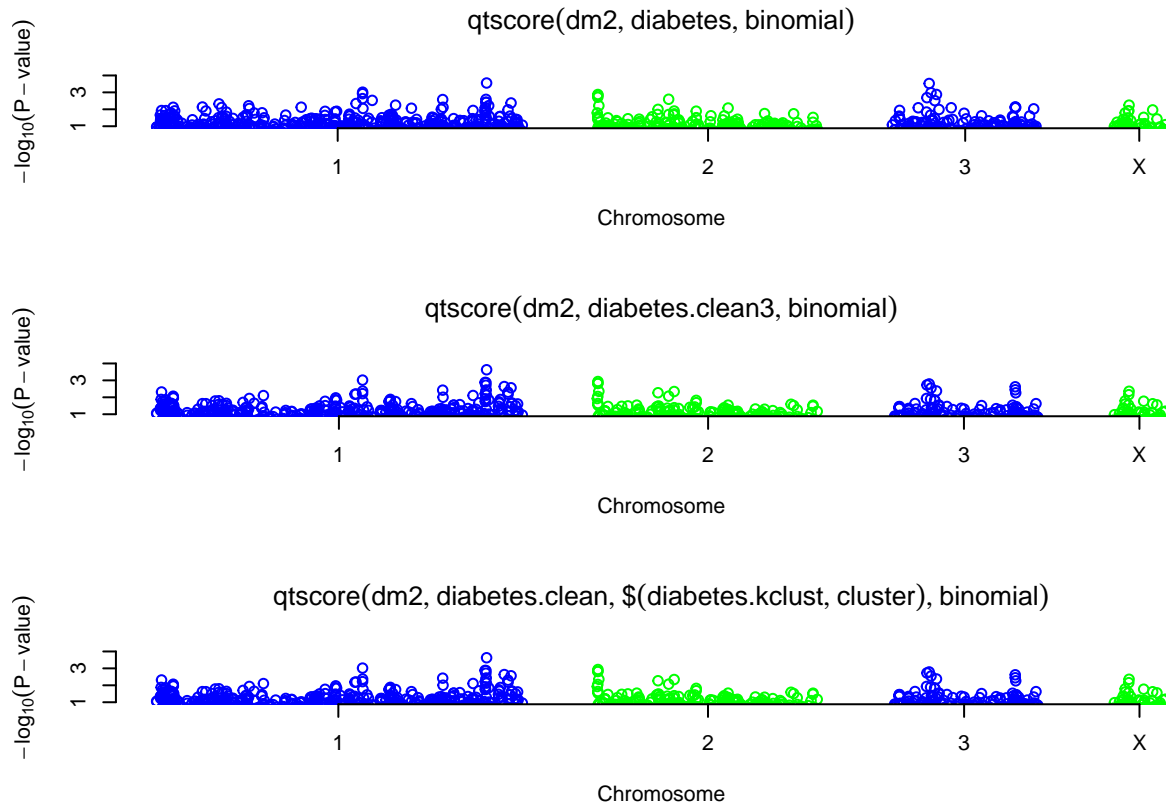 qtscore(dm2, diabetes, binomial)
−log10(P − value)
3
1
1 2 3 X
Chromosome
qtscore(dm2, diabetes.clean3, binomial)
−log10(P − value)
3
1
1 2 3 X
Chromosome
qtscore(dm2, diabetes.clean, $(diabetes.kclust, cluster), binomial)
−log10(P − value)
3
1
1 2 3 X
Chromosome